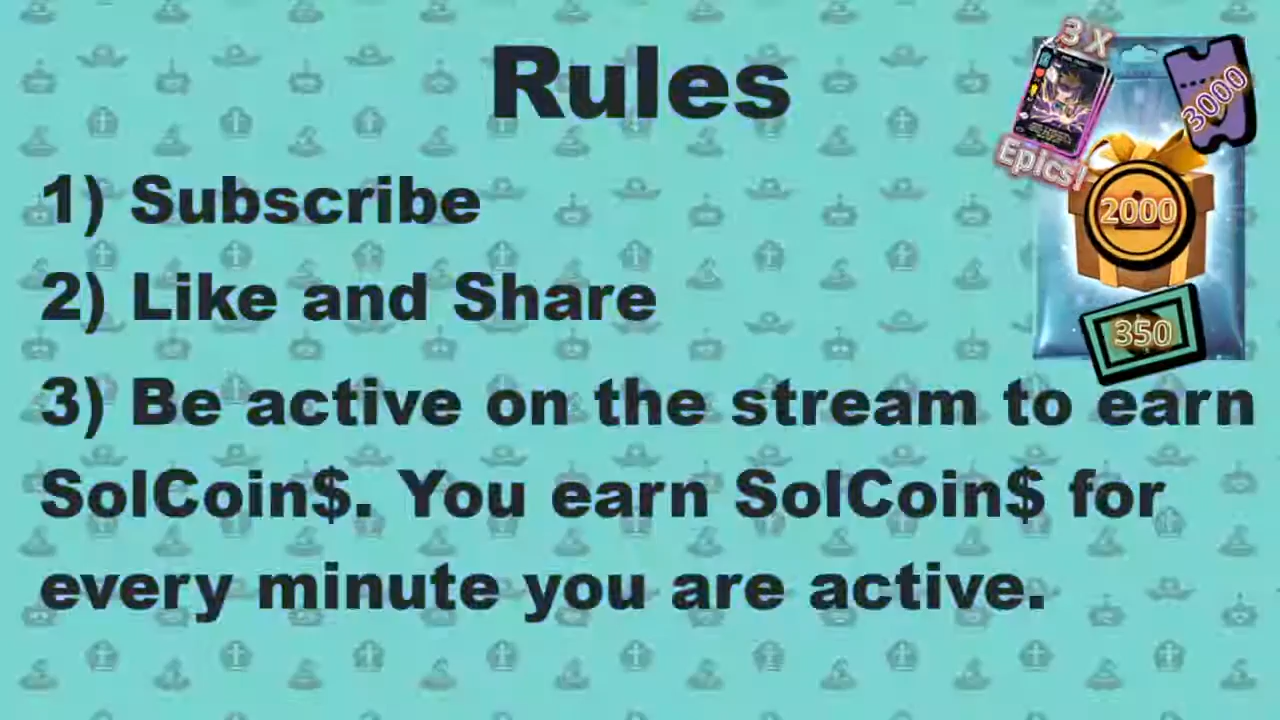 Rules
3 X
Epics!
3000
2000
350
1) Subscribe
2) Like and Share
3) Be active on the stream to earn
SolCoin$. You earn SolCoin$ for
every minute you are active.